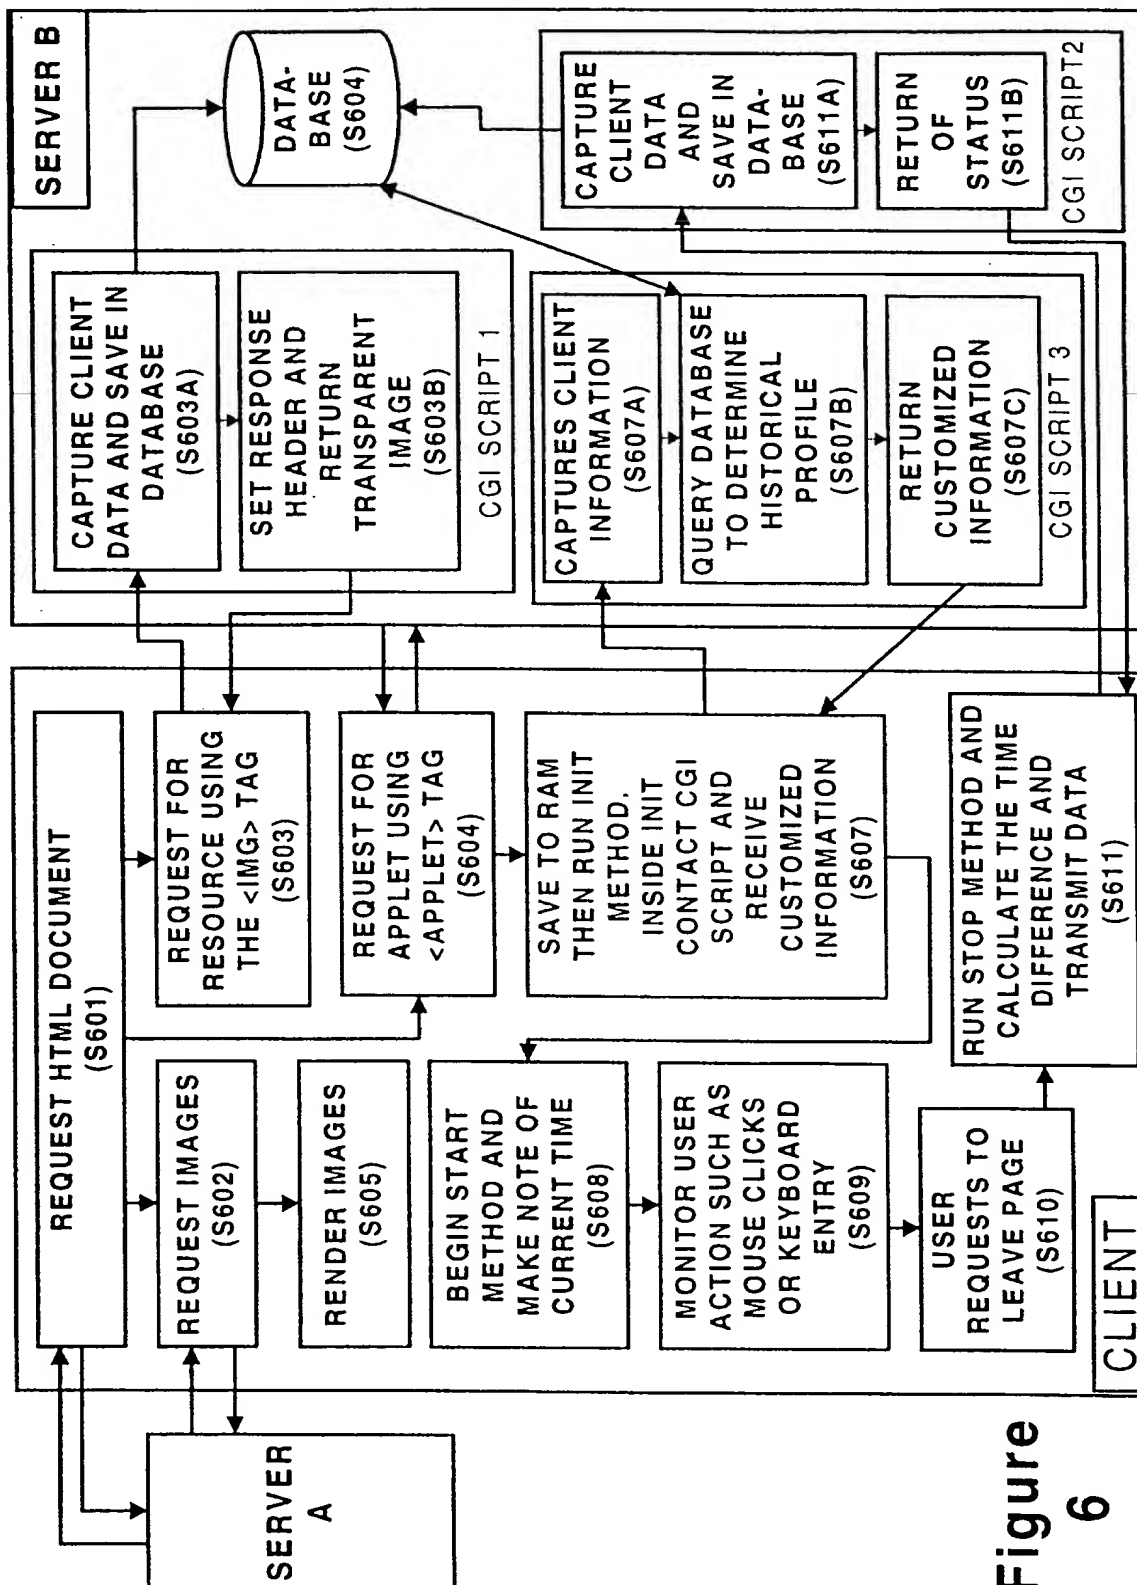 SERVER B
CAPTURE CLIENT
DATA AND SAVE IN
DATABASE
(S603A)
SET RESPONSE
HEADER AND
RETURN
TRANSPARENT
IMAGE
(S603B)
CGI SCRIPT 1
DATA-
BASE
(S604)
CAPTURES CLIENT
INFORMATION
(S607A)
QUERY DATABASE
TO DETERMINE
HISTORICAL
PROFILE
(S607B)
RETURN
CUSTOMIZED
INFORMATION
(S607C)
CGI SCRIPT 3
CAPTURE
CLIENT
DATA
AND
SAVE IN
DATA-
BASE
(S611A)
RETURN
OF
STATUS
(S611B)
CGI SCRIPT2
REQUEST HTML DOCUMENT
(S601)
REQUEST FOR
RESOURCE USING
THE <IMG> TAG
(S603)
REQUEST FOR
APPLET USING
<APPLET> TAG
(S604)
SAVE TO RAM
THEN RUN INIT
METHOD.
INSIDE INIT
CONTACT CGI
SCRIPT AND
RECEIVE
CUSTOMIZED
INFORMATION
(S607)
RUN STOP METHOD AND
CALCULATE THE TIME
DIFFERENCE AND
TRANSMIT DATA
(S611)
REQUEST IMAGES
(S602)
RENDER IMAGES
(S605)
BEGIN START
METHOD AND
MAKE NOTE OF
CURRENT TIME
(S608)
MONITOR USER
ACTION SUCH AS
MOUSE CLICKS
OR KEYBOARD
ENTRY
(S609)
USER
REQUESTS TO
LEAVE PAGE
(S610)
CLIENT
SERVER
A
Figure
6